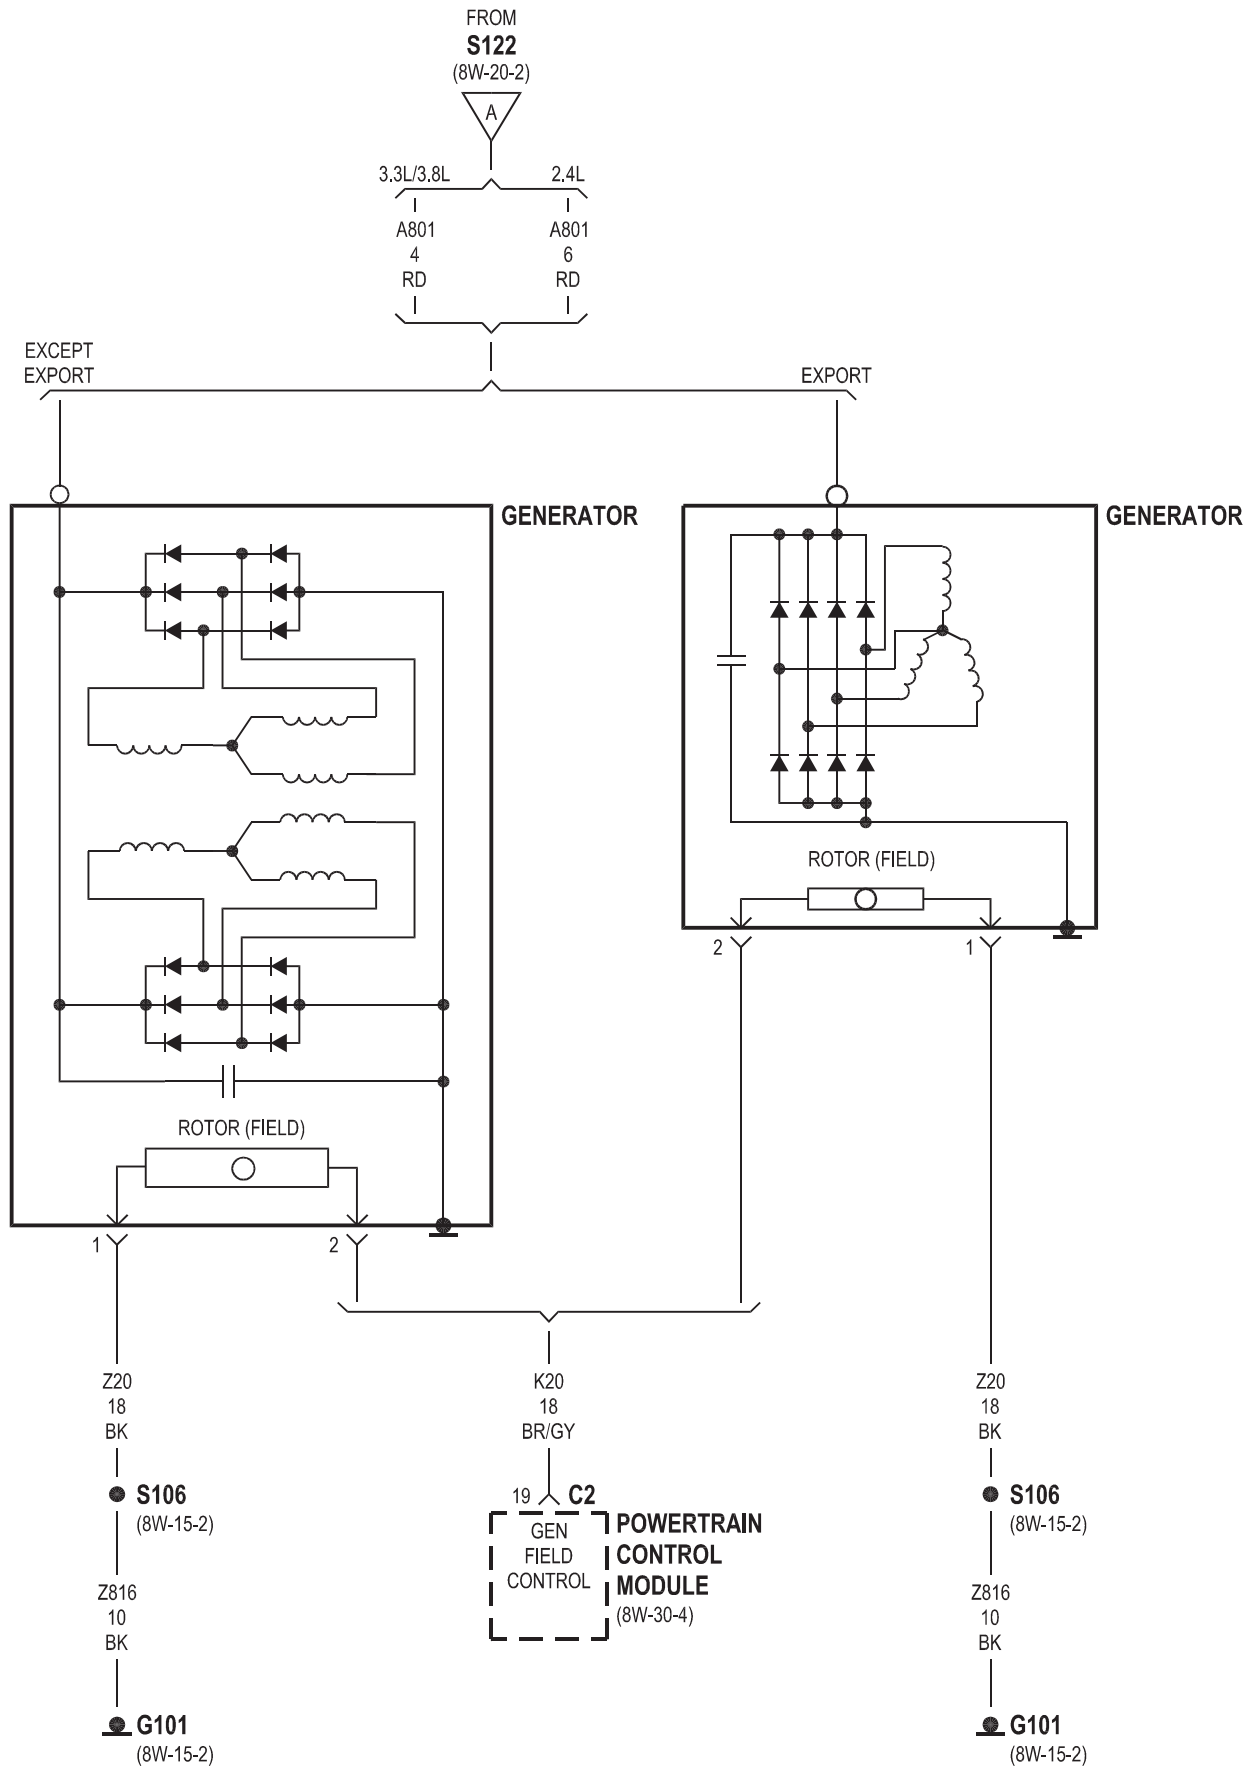 FROM
S122
(8W-20-2)
A
3.3L/3.8L
2.4L
A801
4
RD
A801
6
RD
EXCEPT
EXPORT
EXPORT
GENERATOR
GENERATOR
ROTOR (FIELD)
2
1
ROTOR (FIELD)
1
2
Z20
18
BK
K20
18
BR/GY
Z20
18
BK
S106
(8W-15-2)
19
C2
GEN
FIELD
CONTROL
POWERTRAIN
CONTROL
MODULE
(8W-30-4)
S106
(8W-15-2)
Z816
10
BK
Z816
10
BK
G101
(8W-15-2)
G101
(8W-15-2)